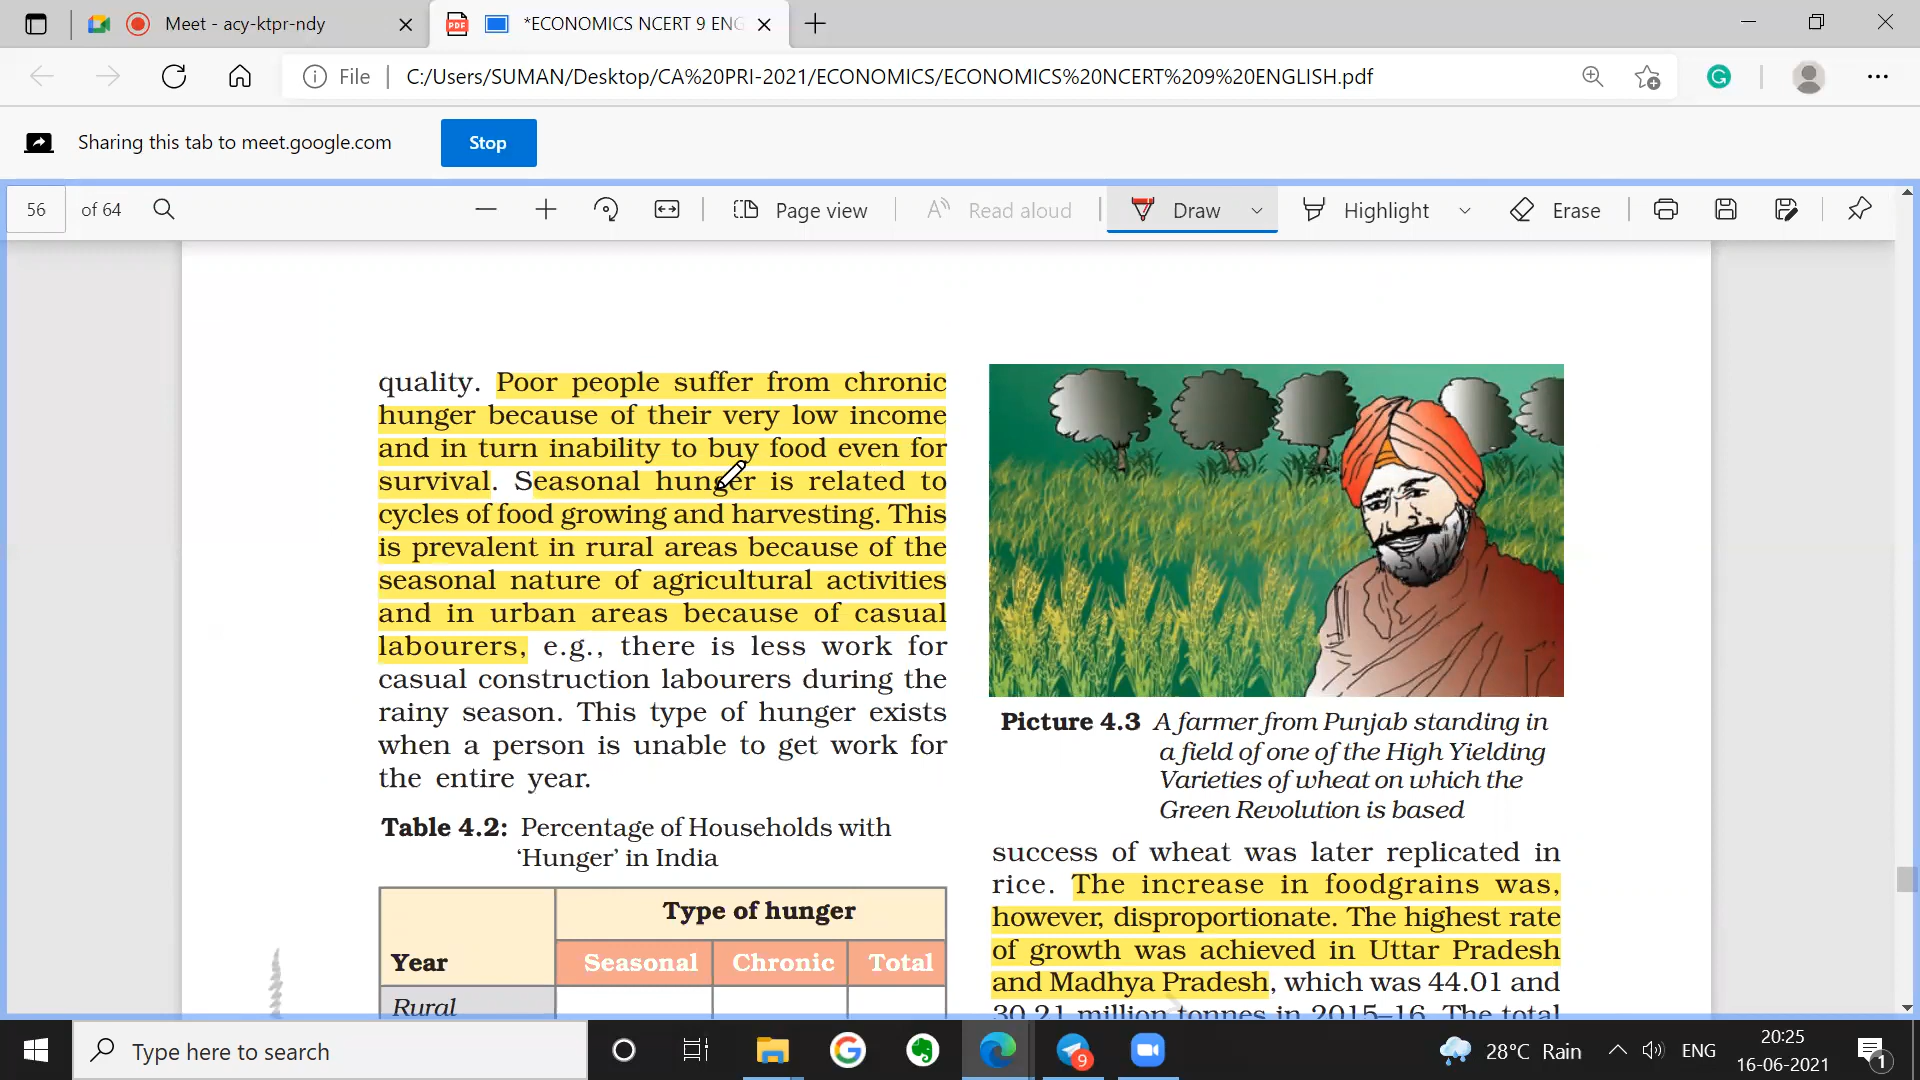 Meet - acy-ktpr-ndy
*ECONOMICS NCERT 9 ENG
File
C:/Users/SUMAN/Desktop/CA%20PRI-2021/ECONOMICS/ECONOMICS%20NCERT%209%20ENGLISH.pdf
Sharing this tab to meet.google.com
Stop
56 of 64
Page view
Read aloud
Draw
Highlight
Erase
quality. Poor people suffer from chronic
hunger because of their very low income
and in turn inability to buy food even for
survival. Seasonal hunger is related to
cycles of food growing and harvesting. This
is prevalent in rural areas because of the
seasonal nature of agricultural activities
and in urban areas because of casual
labourers, e.g., there is less work for
casual construction labourers during the
rainy season. This type of hunger exists
when a person is unable to get work for
the entire year.
Table 4.2: Percentage of Households with
‘Hunger’ in India
Type of hunger
Year Seasonal Chronic Total
Rural
Picture 4.3 A farmer from Punjab standing in
a field of one of the High Yielding
Varieties of wheat on which the
Green Revolution is based
success of wheat was later replicated in
rice. The increase in foodgrains was,
however, disproportionate. The highest rate
of growth was achieved in Uttar Pradesh
and Madhya Pradesh, which was 44.01 and
30.21 million tonnes in 2015–16. The total
Type here to search
9
28°C Rain
ENG
20:25
16-06-2021
1